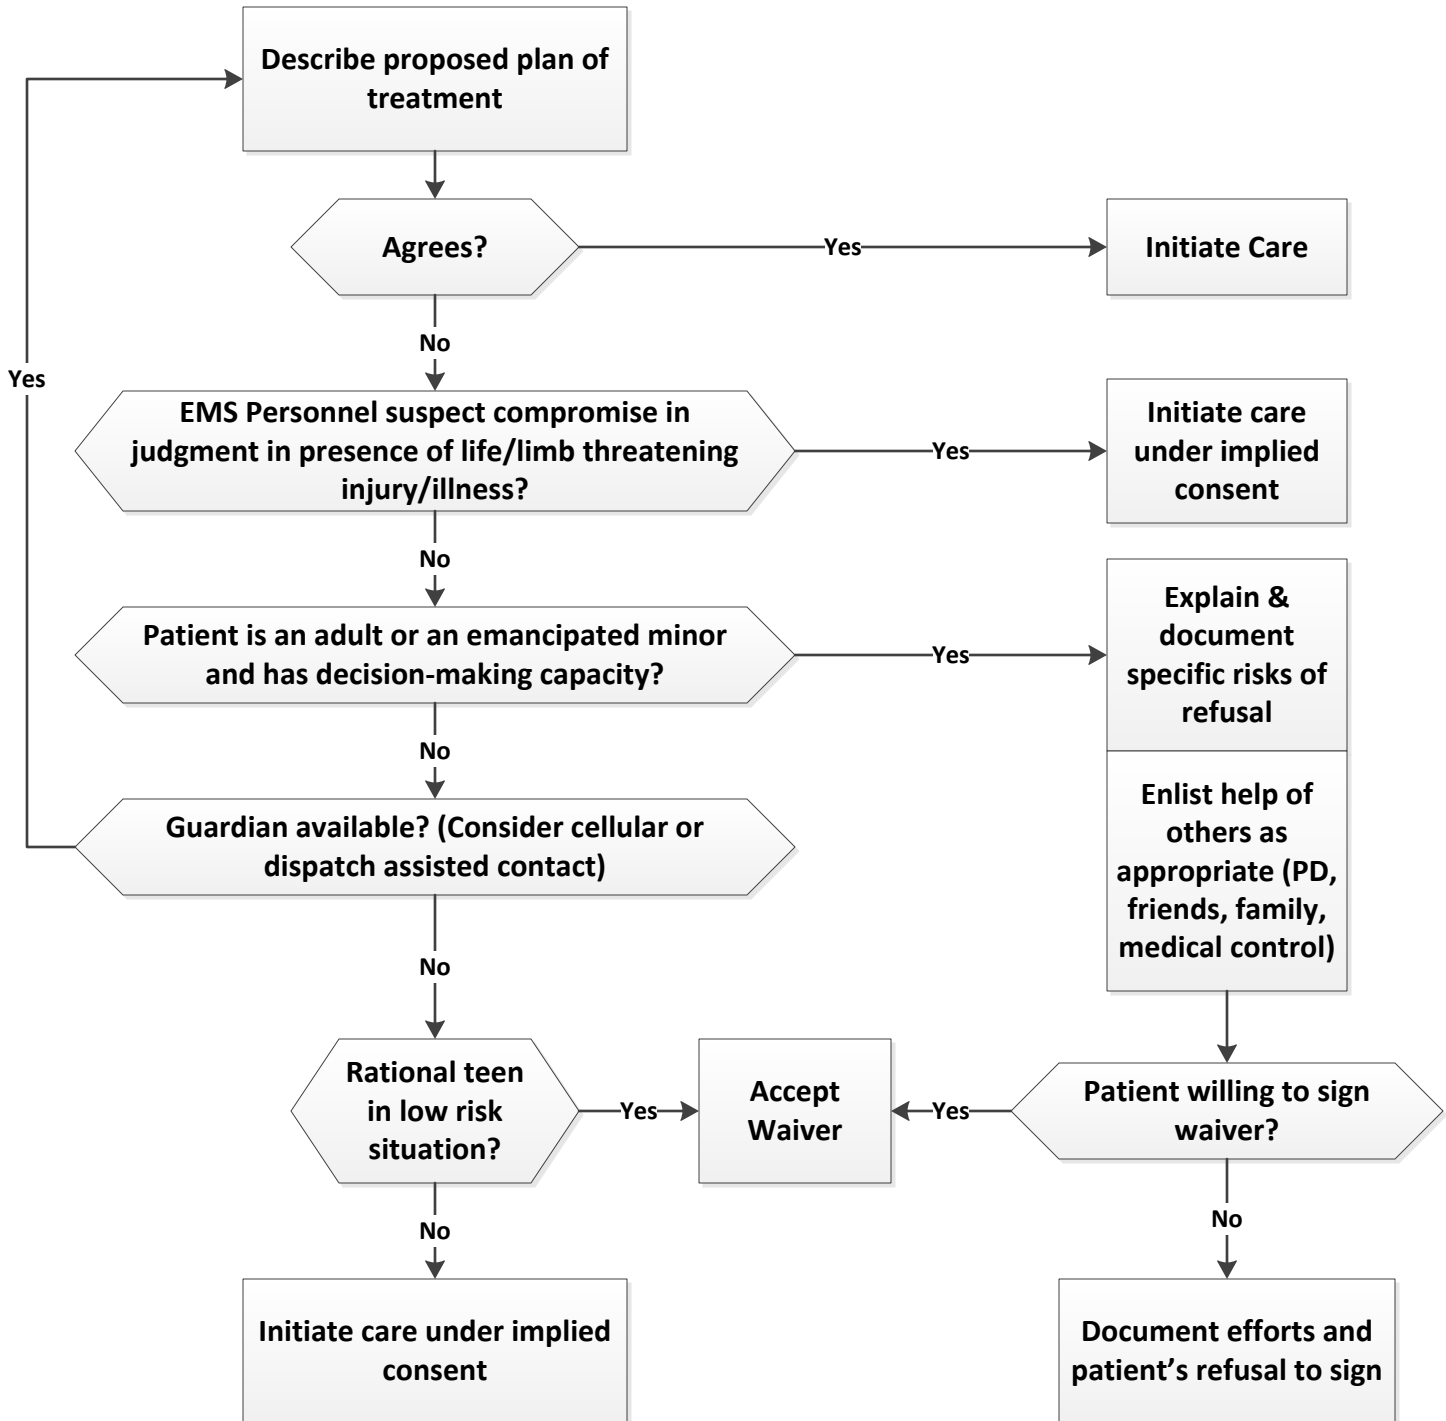 Describe proposed plan of
treatment
Agrees?
Yes
Initiate Care
No
Yes
EMS Personnel suspect compromise in
judgment in presence of life/limb threatening
injury/illness?
Yes
Initiate care
under implied
consent
No
Patient is an adult or an emancipated minor
and has decision-making capacity?
Yes
Explain &
document
specific risks of
refusal
No
Guardian available? (Consider cellular or
dispatch assisted contact)
Enlist help of
others as
appropriate (PD,
friends, family,
medical control)
No
Rational teen
in low risk
situation?
Yes
Accept
Waiver
Yes
Patient willing to sign
waiver?
No
No
Initiate care under implied
consent
Document efforts and
patient’s refusal to sign